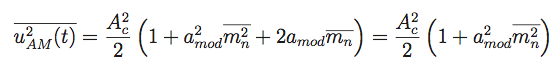 $\overline{u_{AM}^2(t)} = \frac{A_c^2}{2}\left(1 + a_{mod}^2\overline{m_n^2} + 2a_{mod}\overline{m_n}\right) = \frac{A_c^2}{2}\left(1 + a_{mod}^2\overline{m_n^2}\right)$